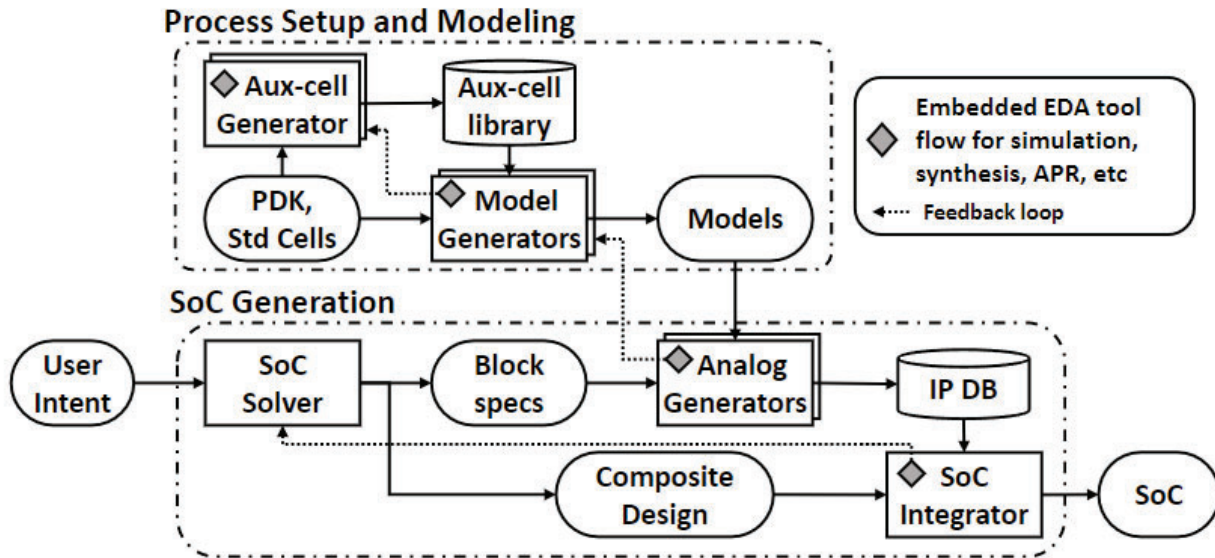 Process Setup and Modeling
Aux-cell
Generator
Aux-cell
library
Embedded EDA tool
flow for simulation,
synthesis, APR, etc
Feedback loop
PDK,
Std Cells
Model
Generators
Models
SoC Generation
User
Intent
SoC
Solver
Block
specs
Analog
Generators
IP DB
Composite
Design
SoC
Integrator
SoC